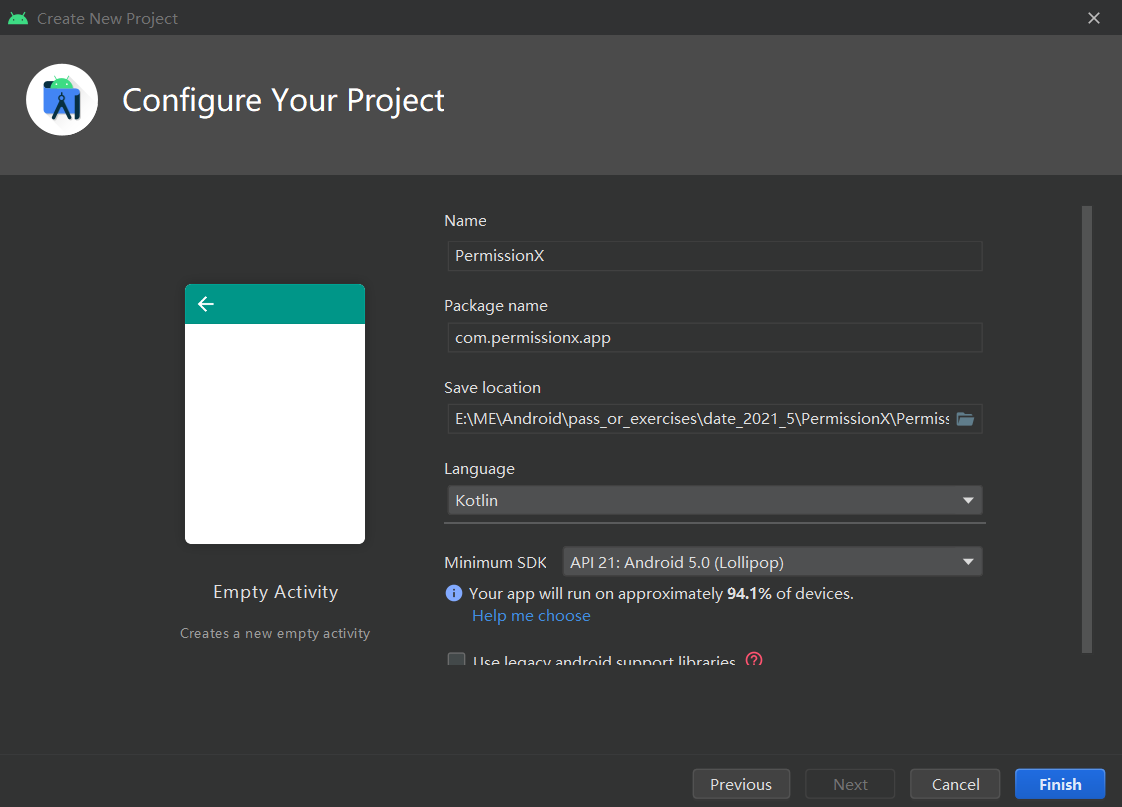 Create New Project
Configure Your Project
Name
PermissionX
Package name
com.permissionx.app
Save location
E:\ME\Android\pass_or_exercises\date_2021_5\PermissionX\Permiss
Language
Kotlin
Minimum SDK API 21: Android 5.0 (Lollipop)
Your app will run on approximately 94.1% of devices.
Help me choose
Use legacy android support libraries
Empty Activity
Creates a new empty activity
Previous Next Cancel Finish